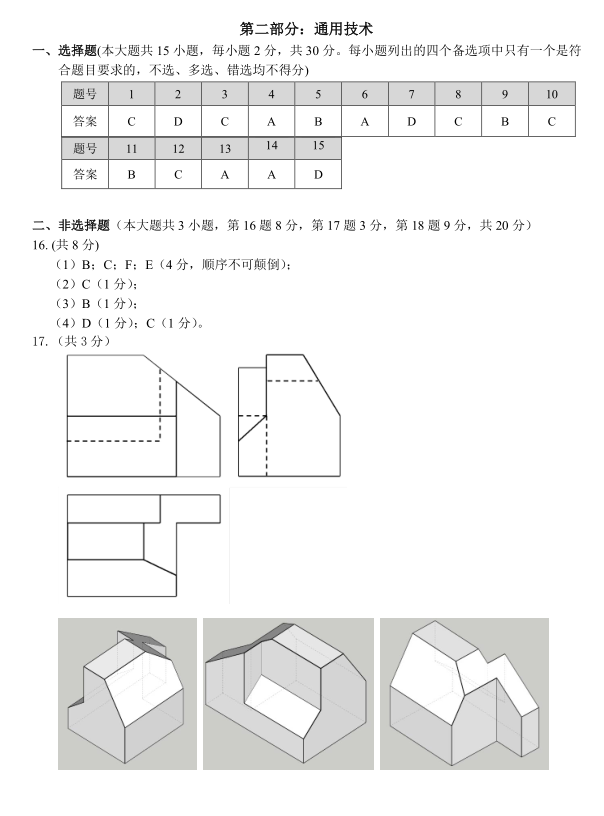 第二部分：通用技术
一、选择题(本大题共 15 小题，每小题 2 分，共 30 分。每小题列出的四个备选项中只有一个是符
合题目要求的，不选、多选、错选均不得分)
题号 1 2 3 4 5 6 7 8 9 10
答案 C D C A B A D C B C
题号 11 12 13 14 15
答案 B C A A D
二、非选择题（本大题共 3 小题，第 16 题 8 分，第 17 题 3 分，第 18 题 9 分，共 20 分）
16. (共 8 分)
（1）B；C；F；E（4 分，顺序不可颠倒）；
（2）C（1 分）；
（3）B（1 分）；
（4）D（1 分）；C（1 分）。
17. （共 3 分）